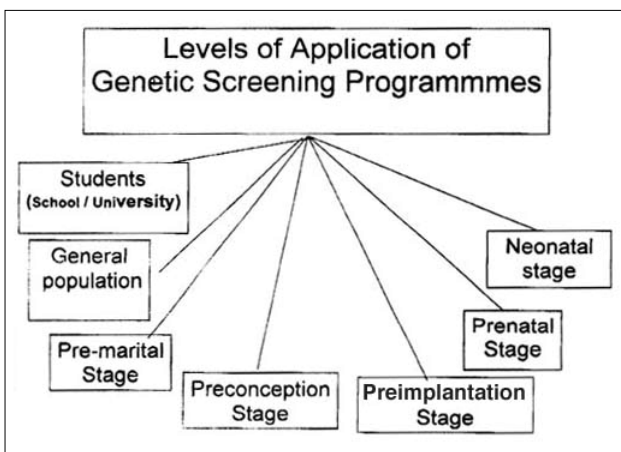 Levels of Application of
Genetic Screening Programmmes
Students
(School / University)
General
population
Pre-marital
Stage
Preconception
Stage
Preimplantation
Stage
Prenatal
Stage
Neonatal
stage